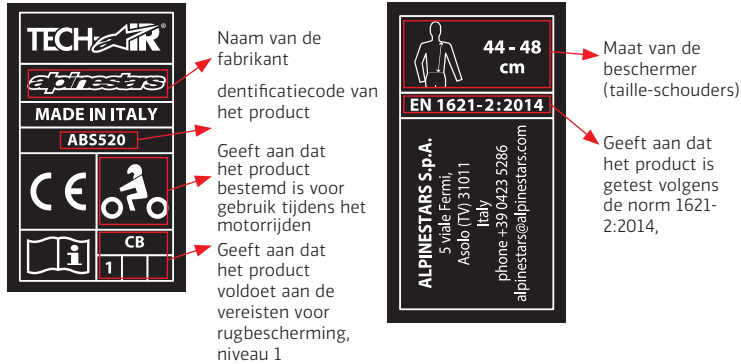 TECH-AIR®
alpinestars
MADE IN ITALY
ABS520
CE
i
CB
1
Naam van de
fabrikant
dentificatiecode van
het product
Geeft aan dat
het product
bestemd is voor
gebruik tijdens het
motorrijden
Geeft aan dat
het product
voldoet aan de
vereisten voor
rugbescherming,
niveau 1
44 - 48
cm
EN 1621-2:2014
ALPINESTARS S.p.A.
5 viale Fermi,
Asolo (TV) 31011
Italy
phone +39 0423 5286
alpinestars@alpinestars.com
Maat van de
beschermer
(taille-schouders)
Geeft aan dat
het product is
getest volgens
de norm 1621-
2:2014,